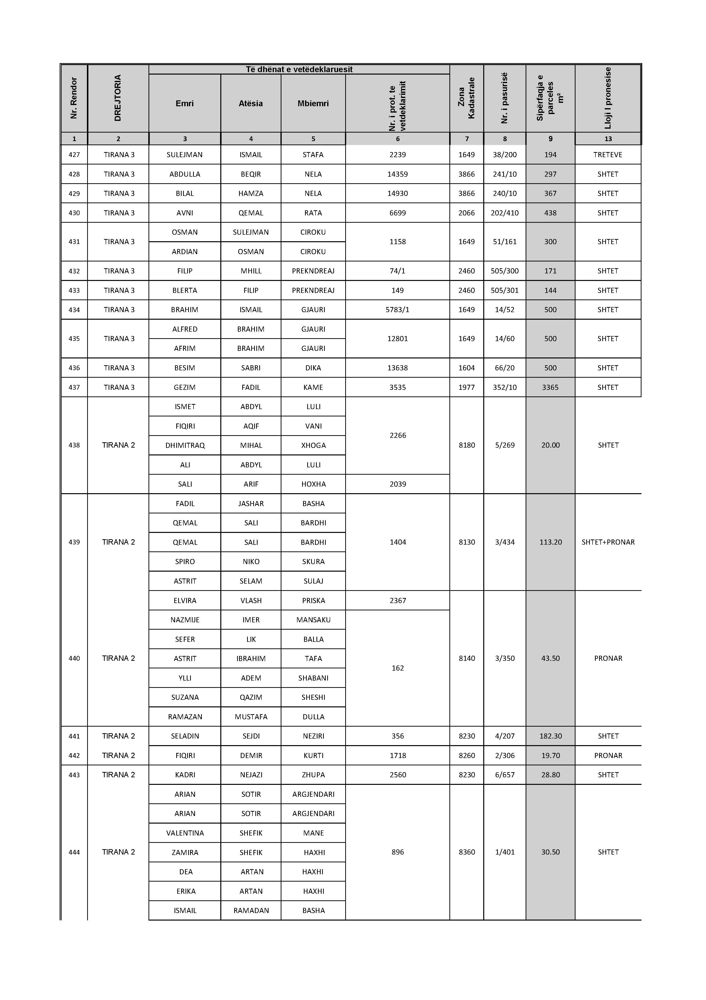 Nr. Rendor DREJTORIA Të dhënat e vetëdeklaruesit Zona Kadastrale Nr. i pasurisë Sipërfaqja e parceles m² Lloji I pronesise
Emri Atësia Mbiemri Nr. i prot. te vetdeklarimit
1 2 3 4 5 6 7 8 9 13
427 TIRANA 3 SULEJMAN ISMAIL STAFA 2239 1649 38/200 194 TRETEVE
428 TIRANA 3 ABDULLA BEQIR NELA 14359 3866 241/10 297 SHTET
429 TIRANA 3 BILAL HAMZA NELA 14930 3866 240/10 367 SHTET
430 TIRANA 3 AVNI QEMAL RATA 6699 2066 202/410 438 SHTET
OSMAN SULEJMAN CIROKU
431 TIRANA 3 1158 1649 51/161 300 SHTET
ARDIAN OSMAN CIROKU
432 TIRANA 3 FILIP MHILL PREKNDREAJ 74/1 2460 505/300 171 SHTET
433 TIRANA 3 BLERTA FILIP PREKNDREAJ 149 2460 505/301 144 SHTET
434 TIRANA 3 BRAHIM ISMAIL GJAURI 5783/1 1649 14/52 500 SHTET
ALFRED BRAHIM GJAURI
435 TIRANA 3 12801 1649 14/60 500 SHTET
AFRIM BRAHIM GJAURI
436 TIRANA 3 BESIM SABRI DIKA 13638 1604 66/20 500 SHTET
437 TIRANA 3 GEZIM FADIL KAME 3535 1977 352/10 3365 SHTET
ISMET ABDYL LULI
FIQIRI AQIF VANI
2266
438 TIRANA 2 DHIMITRAQ MIHAL XHOGA 8180 5/269 20.00 SHTET
ALI ABDYL LULI
SALI ARIF HOXHA 2039
FADIL JASHAR BASHA
QEMAL SALI BARDHI
439 TIRANA 2 QEMAL SALI BARDHI 1404 8130 3/434 113.20 SHTET+PRONAR
SPIRO NIKO SKURA
ASTRIT SELAM SULAJ
ELVIRA VLASH PRISKA 2367
NAZMIJE IMER MANSAKU
SEFER LIK BALLA
440 TIRANA 2 ASTRIT IBRAHIM TAFA 8140 3/350 43.50 PRONAR
162
YLLI ADEM SHABANI
SUZANA QAZIM SHESHI
RAMAZAN MUSTAFA DULLA
441 TIRANA 2 SELADIN SEJDI NEZIRI 356 8230 4/207 182.30 SHTET
442 TIRANA 2 FIQIRI DEMIR KURTI 1718 8260 2/306 19.70 PRONAR
443 TIRANA 2 KADRI NEJAZI ZHUPA 2560 8230 6/657 28.80 SHTET
ARIAN SOTIR ARGJENDARI
ARIAN SOTIR ARGJENDARI
VALENTINA SHEFIK MANE
444 TIRANA 2 ZAMIRA SHEFIK HAXHI 896 8360 1/401 30.50 SHTET
DEA ARTAN HAXHI
ERIKA ARTAN HAXHI
ISMAIL RAMADAN BASHA